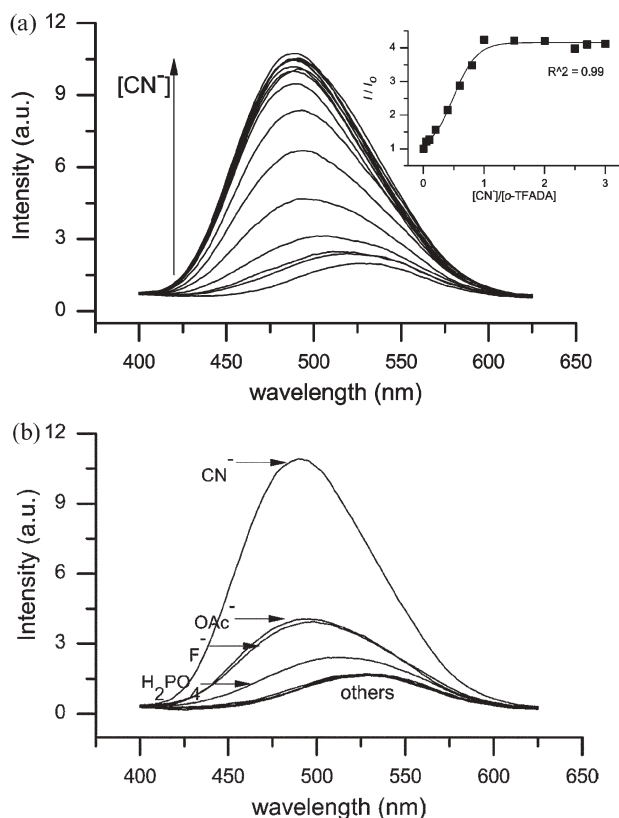 (a)
12
9
6
3
0
Intensity (a.u.)
[CN⁻]
4
3
2
1
I / Iₒ
R^2 = 0.99
0 1 2 3
[CN⁻]/[o-TFADA]
400 450 500 550 600 650
wavelength (nm)
(b)
12
9
6
3
0
Intensity (a.u.)
CN⁻
OAc⁻
F⁻
H₂PO₄⁻
others
400 450 500 550 600 650
wavelength (nm)